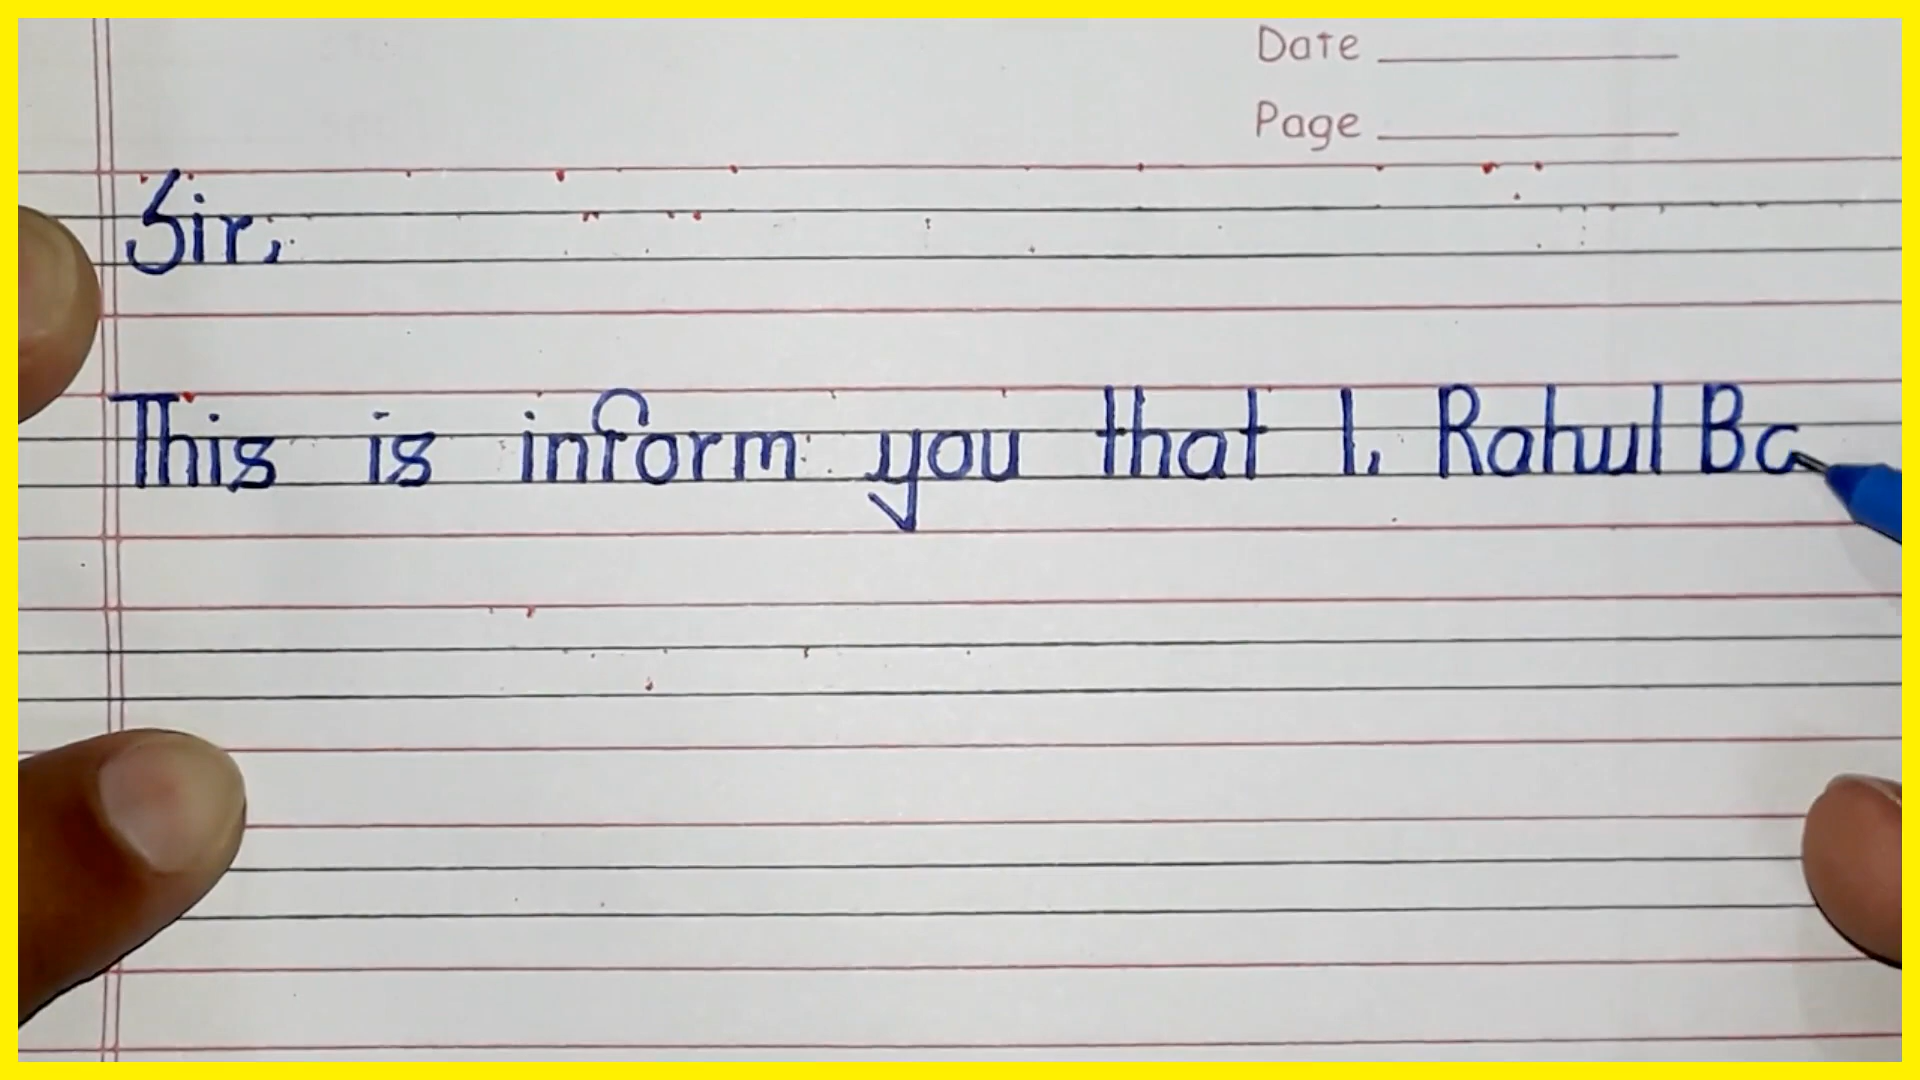 Date
Page
Sir,
This is inform you that I, Rahul Ba